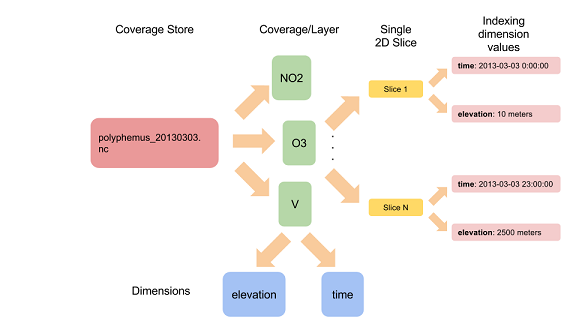 Coverage Store
Coverage/Layer
Single
2D Slice
Indexing
dimension
values
NO2
time: 2013-03-03 0:00:00
Slice 1
elevation: 10 meters
polyphemus_20130303.
nc
O3
time: 2013-03-03 23:00:00
V
Slice N
elevation: 2500 meters
Dimensions
elevation
time